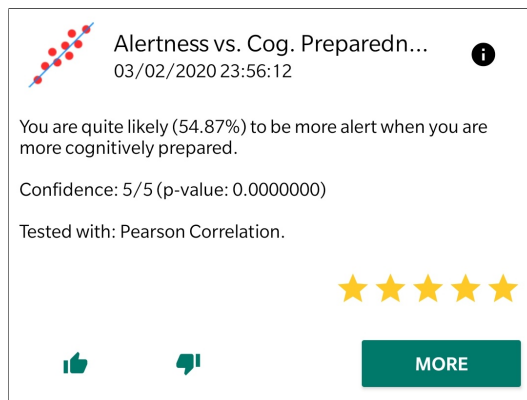 Alertness vs. Cog. Preparedn...
03/02/2020 23:56:12
You are quite likely (54.87%) to be more alert when you are
more cognitively prepared.
Confidence: 5/5 (p-value: 0.0000000)
Tested with: Pearson Correlation.
MORE